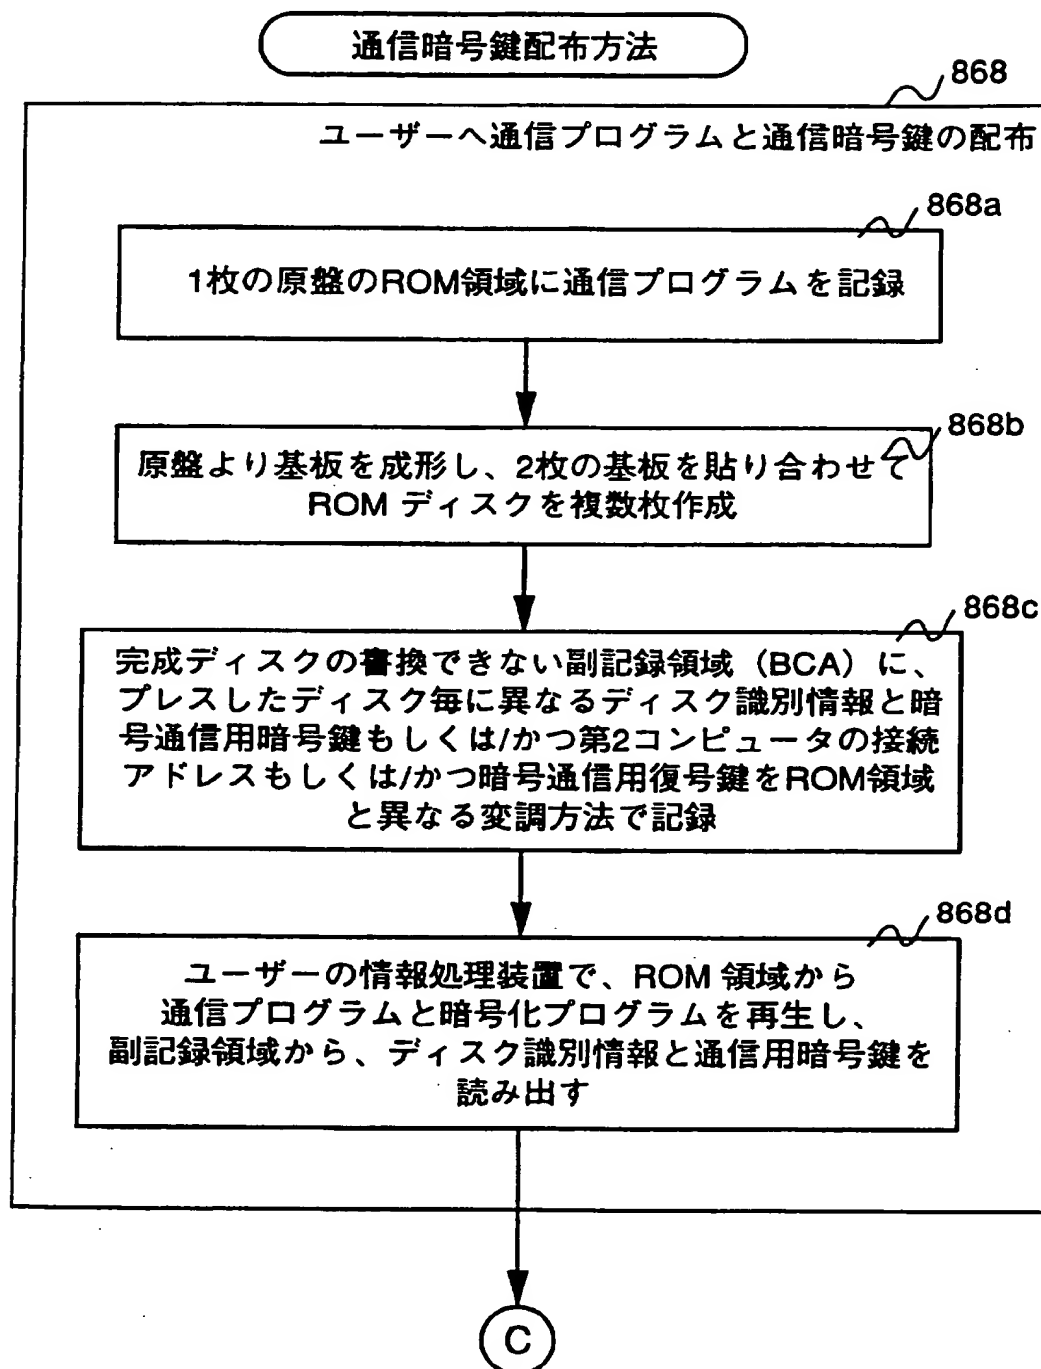 通信暗号鍵配布方法
868
ユーザーへ通信プログラムと通信暗号鍵の配布
868a
1枚の原盤のROM領域に通信プログラムを記録
868b
原盤より基板を成形し、2枚の基板を貼り合わせて
ROM ディスクを複数枚作成
868c
完成ディスクの書換できない副記録領域（BCA）に、
プレスしたディスク毎に異なるディスク識別情報と暗
号通信用暗号鍵もしくは/かつ第2コンピュータの接続
アドレスもしくは/かつ暗号通信用復号鍵をROM領域
と異なる変調方法で記録
868d
ユーザーの情報処理装置で、ROM 領域から
通信プログラムと暗号化プログラムを再生し、
副記録領域から、ディスク識別情報と通信用暗号鍵を
読み出す
C